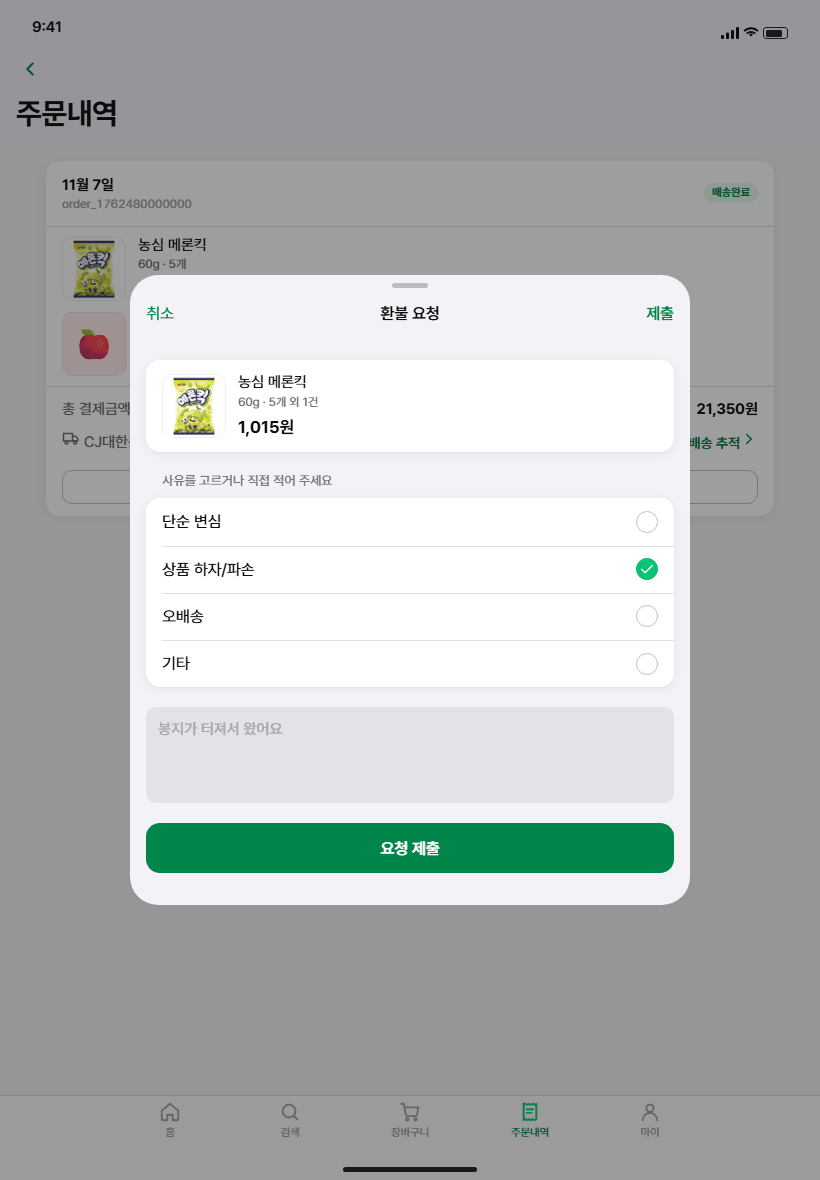 9:41
주문내역
11월 7일
order_1762480000000
배송완료
농심 메론킥
60g · 5개
총 결제금액
21,350원
CJ대한
배송 추적
취소
환불 요청
제출
농심 메론킥
60g · 5개 외 1건
1,015원
사유를 고르거나 직접 적어 주세요
단순 변심
상품 하자/파손
오배송
기타
봉지가 터져서 왔어요
요청 제출
홈
검색
장바구니
주문내역
마이